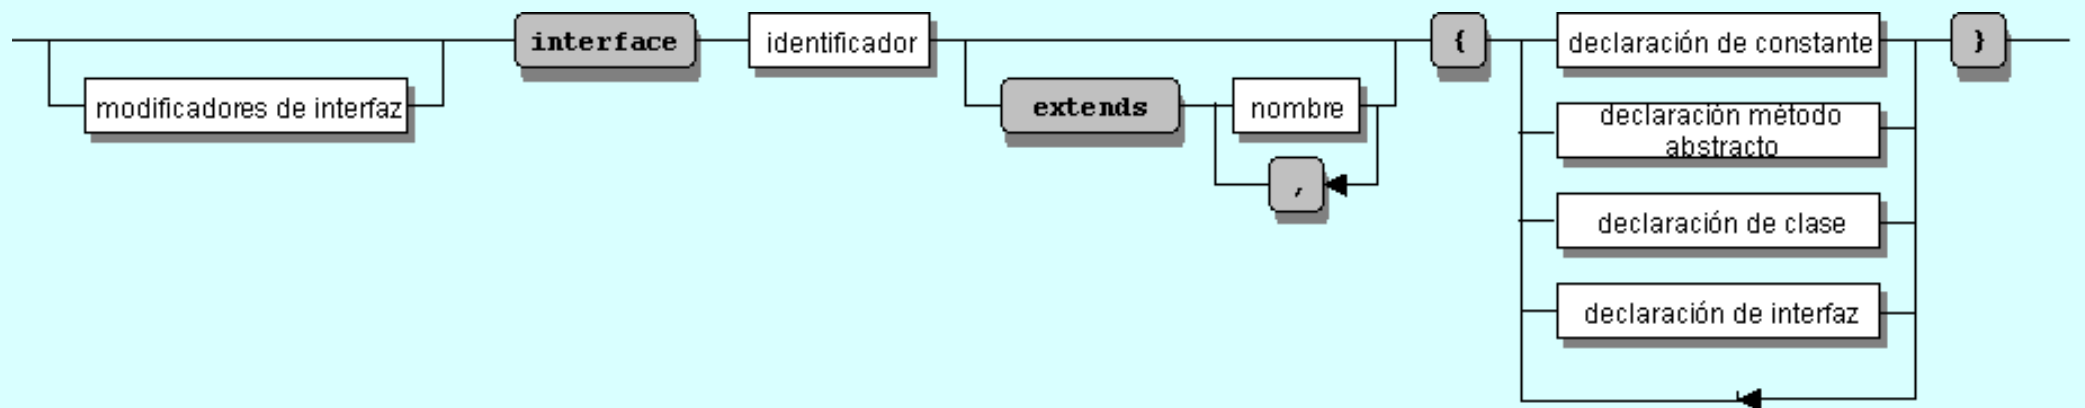 interface
identificador
{
declaración de constante
}
modificadores de interfaz
extends
nombre
declaración método
abstracto
,
declaración de clase
declaración de interfaz